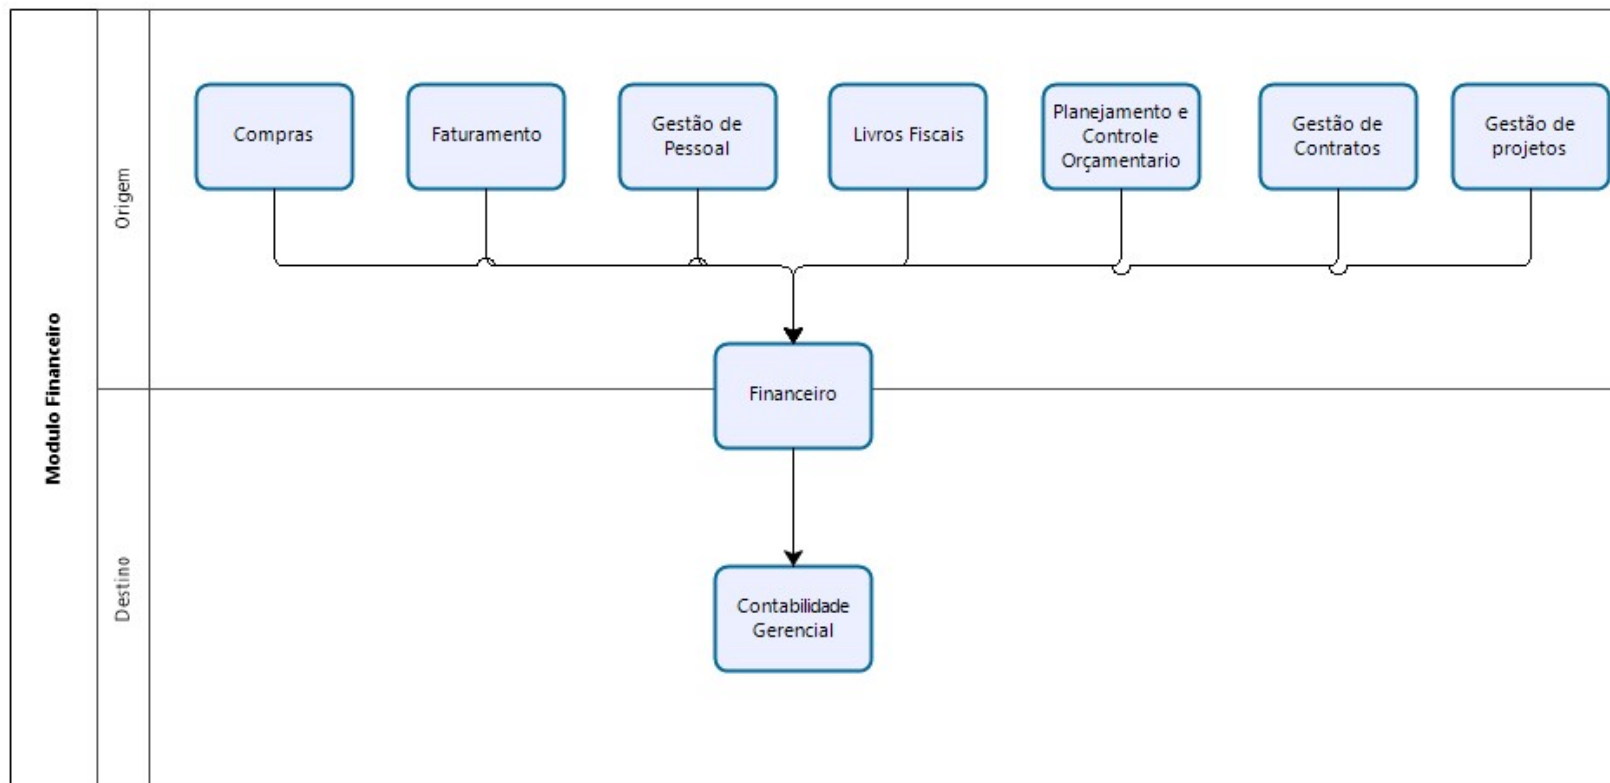 Modulo Financeiro
Origem
Compras
Faturamento
Gestão de
Pessoal
Livros Fiscais
Planejamento e
Controle
Orçamentario
Gestão de
Contratos
Gestão de
projetos
Financeiro
Destino
Contabilidade
Gerencial